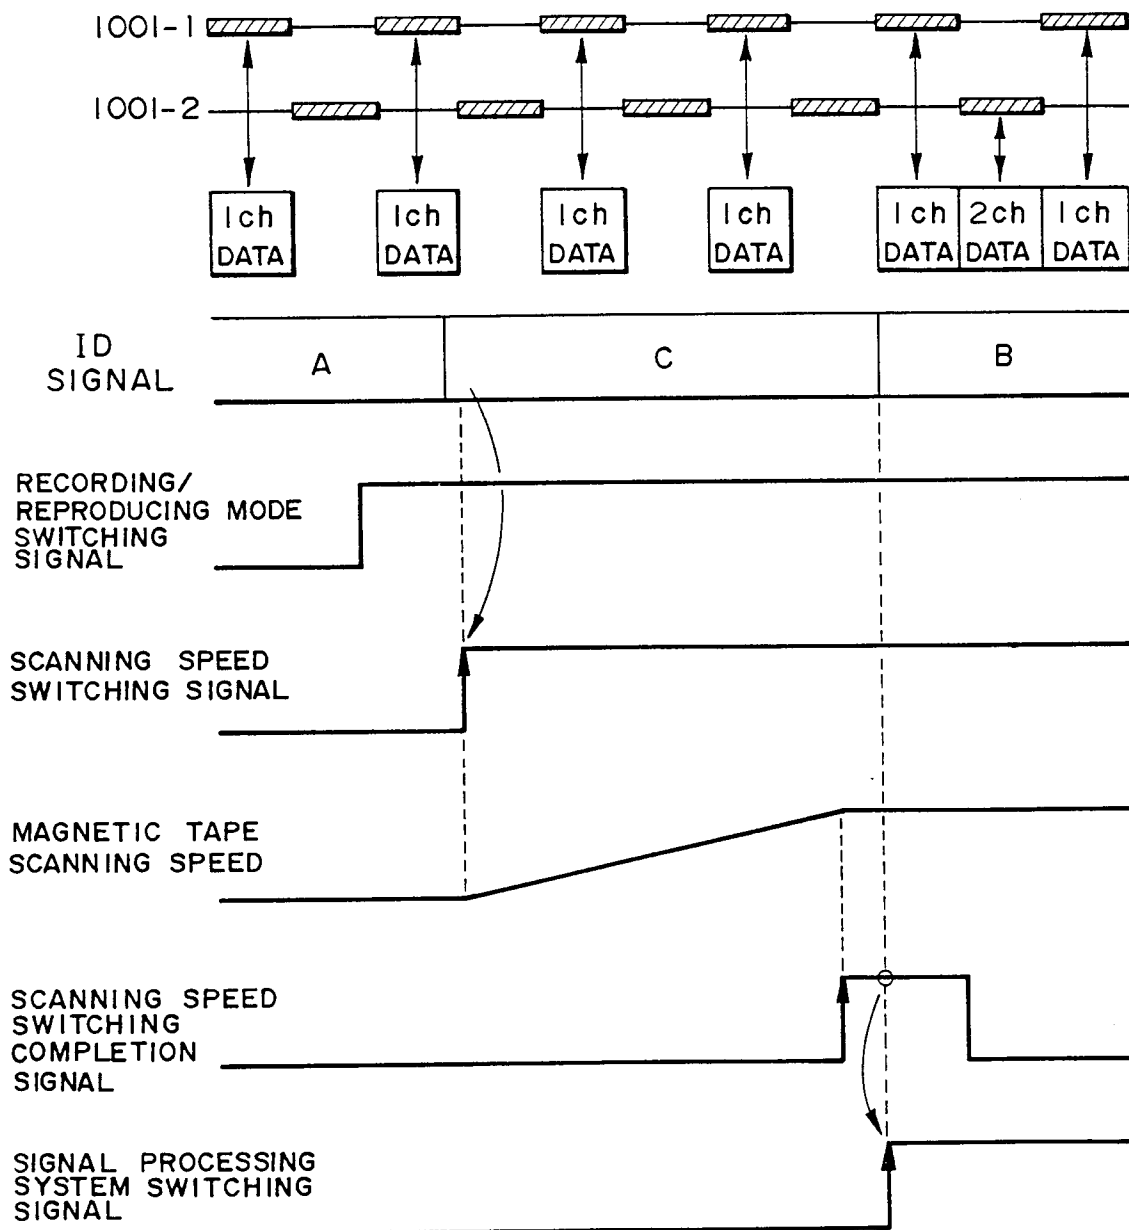 1001-1
1001-2
1ch 1ch 1ch 1ch 1ch 2ch 1ch
DATA DATA DATA DATA DATA DATA DATA
ID
SIGNAL
A C B
RECORDING/
REPRODUCING MODE
SWITCHING
SIGNAL
SCANNING SPEED
SWITCHING SIGNAL
MAGNETIC TAPE
SCANNING SPEED
SCANNING SPEED
SWITCHING
COMPLETION
SIGNAL
SIGNAL PROCESSING
SYSTEM SWITCHING
SIGNAL